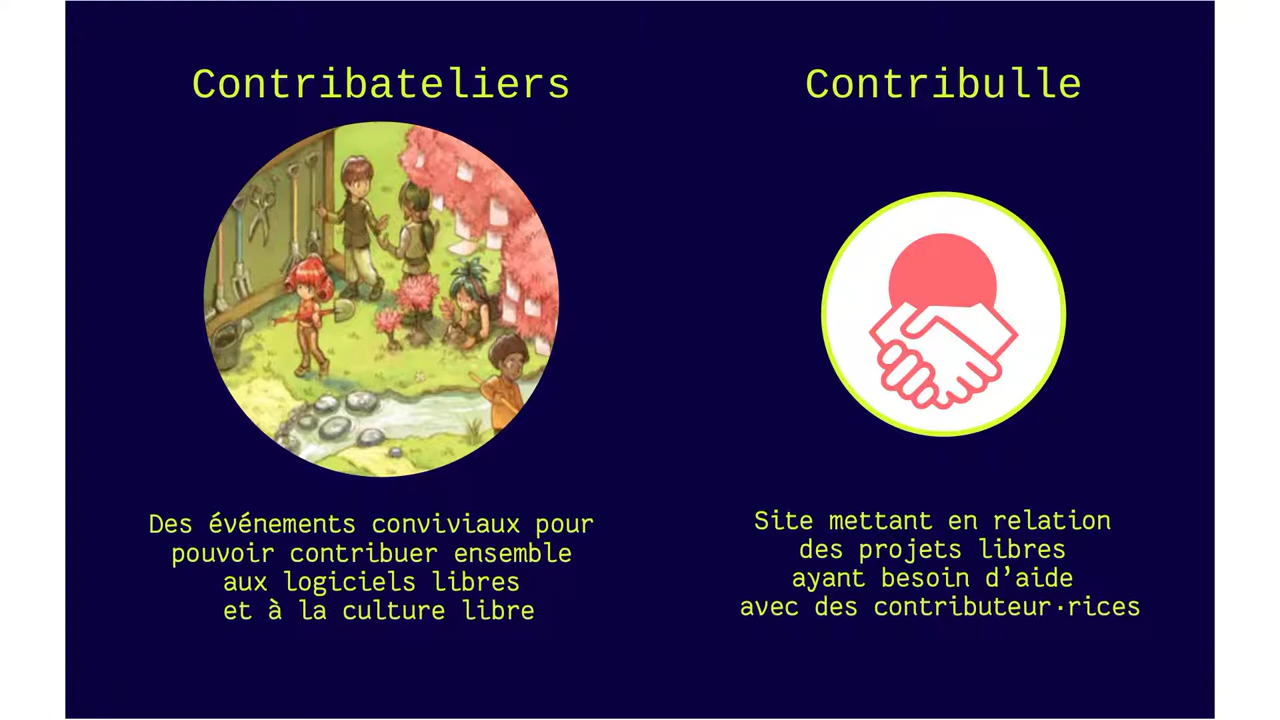 Contribateliers
Des événements conviviaux pour
pouvoir contribuer ensemble
aux logiciels libres
et à la culture libre
Contribulle
Site mettant en relation
des projets libres
ayant besoin d’aide
avec des contributeur·rices